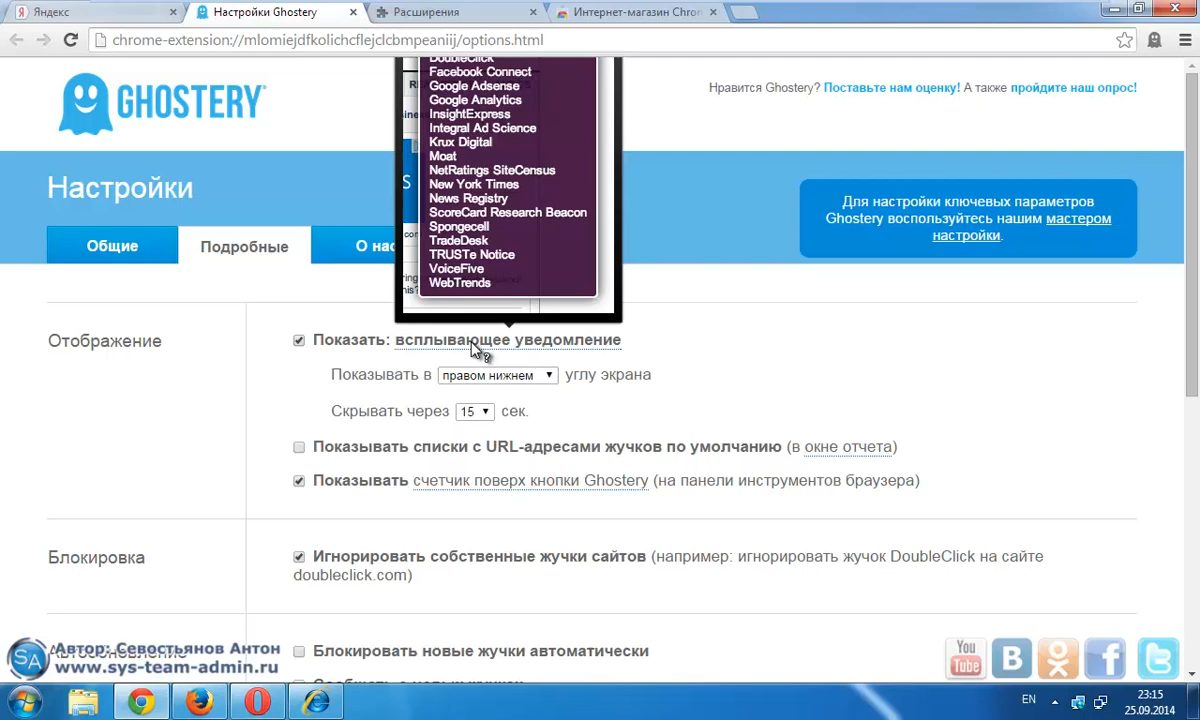 Яндекс
Настройки Ghostery
Расширения
Интернет-магазин Chron
chrome-extension://mlomiejdfkolichcflejclcbmpeaniij/options.html
GHOSTERY
Нравится Ghostery? Поставьте нам оценку! А также пройдите наш опрос!
DoubleClick
Facebook Connect
Google Adsense
Google Analytics
InsightExpress
Integral Ad Science
Krux Digital
Moat
NetRatings SiteCensus
New York Times
News Registry
ScoreCard Research Beacon
Spongecell
TradeDesk
TRUSTe Notice
VoiceFive
WebTrends
Настройки
Для настройки ключевых параметров
Ghostery воспользуйтесь нашим мастером
настройки.
Общие
Подробные
О нас
Отображение
Показать: всплывающее уведомление
Показывать в правом нижнем углу экрана
Скрывать через 15 сек.
Показывать списки с URL-адресами жучков по умолчанию (в окне отчета)
Показывать счетчик поверх кнопки Ghostery (на панели инструментов браузера)
Блокировка
Игнорировать собственные жучки сайтов (например: игнорировать жучок DoubleClick на сайте
doubleclick.com)
Блокировать новые жучки автоматически
SA
Автор: Севостьянов Антон
www.sys-team-admin.ru
You
Tube
EN
23:15
25.09.2014